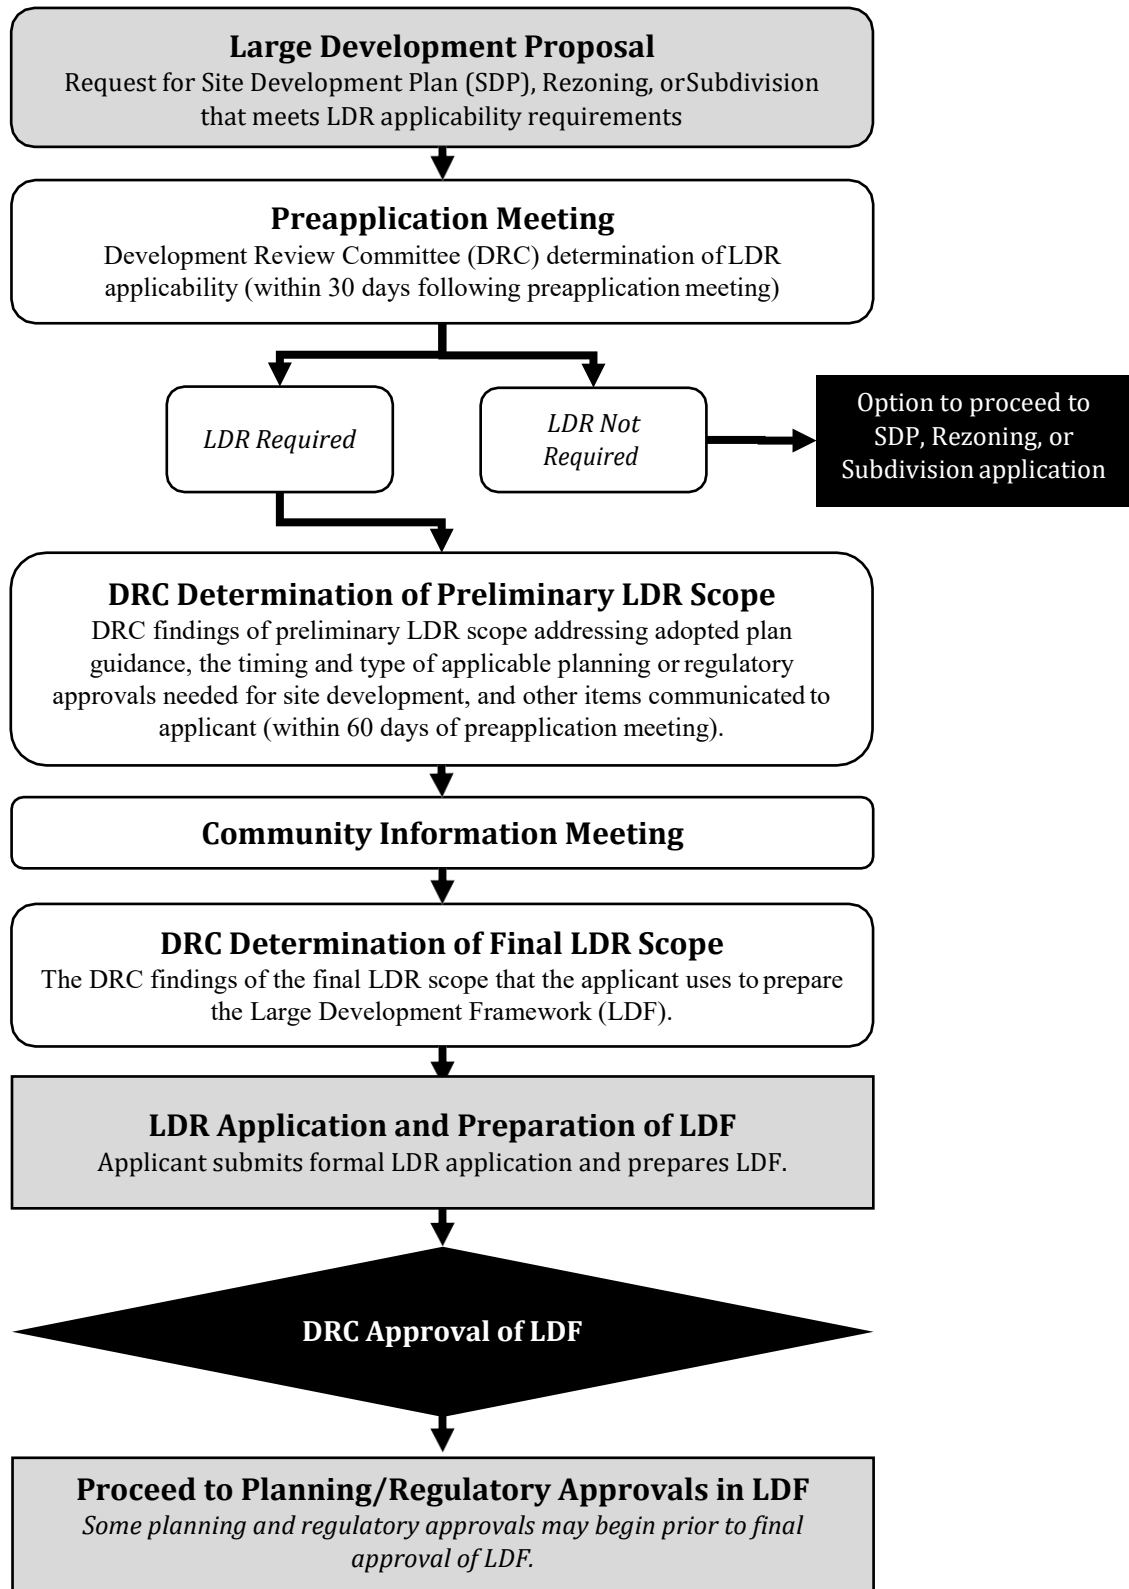 Large Development Proposal
Request for Site Development Plan (SDP), Rezoning, orSubdivision
that meets LDR applicability requirements
Preapplication Meeting
Development Review Committee (DRC) determination of LDR
applicability (within 30 days following preapplication meeting)
LDR Required
LDR Not
Required
Option to proceed to
SDP, Rezoning, or
Subdivision application
DRC Determination of Preliminary LDR Scope
DRC findings of preliminary LDR scope addressing adopted plan
guidance, the timing and type of applicable planning or regulatory
approvals needed for site development, and other items communicated to
applicant (within 60 days of preapplication meeting).
Community Information Meeting
DRC Determination of Final LDR Scope
The DRC findings of the final LDR scope that the applicant uses to prepare
the Large Development Framework (LDF).
LDR Application and Preparation of LDF
Applicant submits formal LDR application and prepares LDF.
DRC Approval of LDF
Proceed to Planning/Regulatory Approvals in LDF
Some planning and regulatory approvals may begin prior to final
approval of LDF.